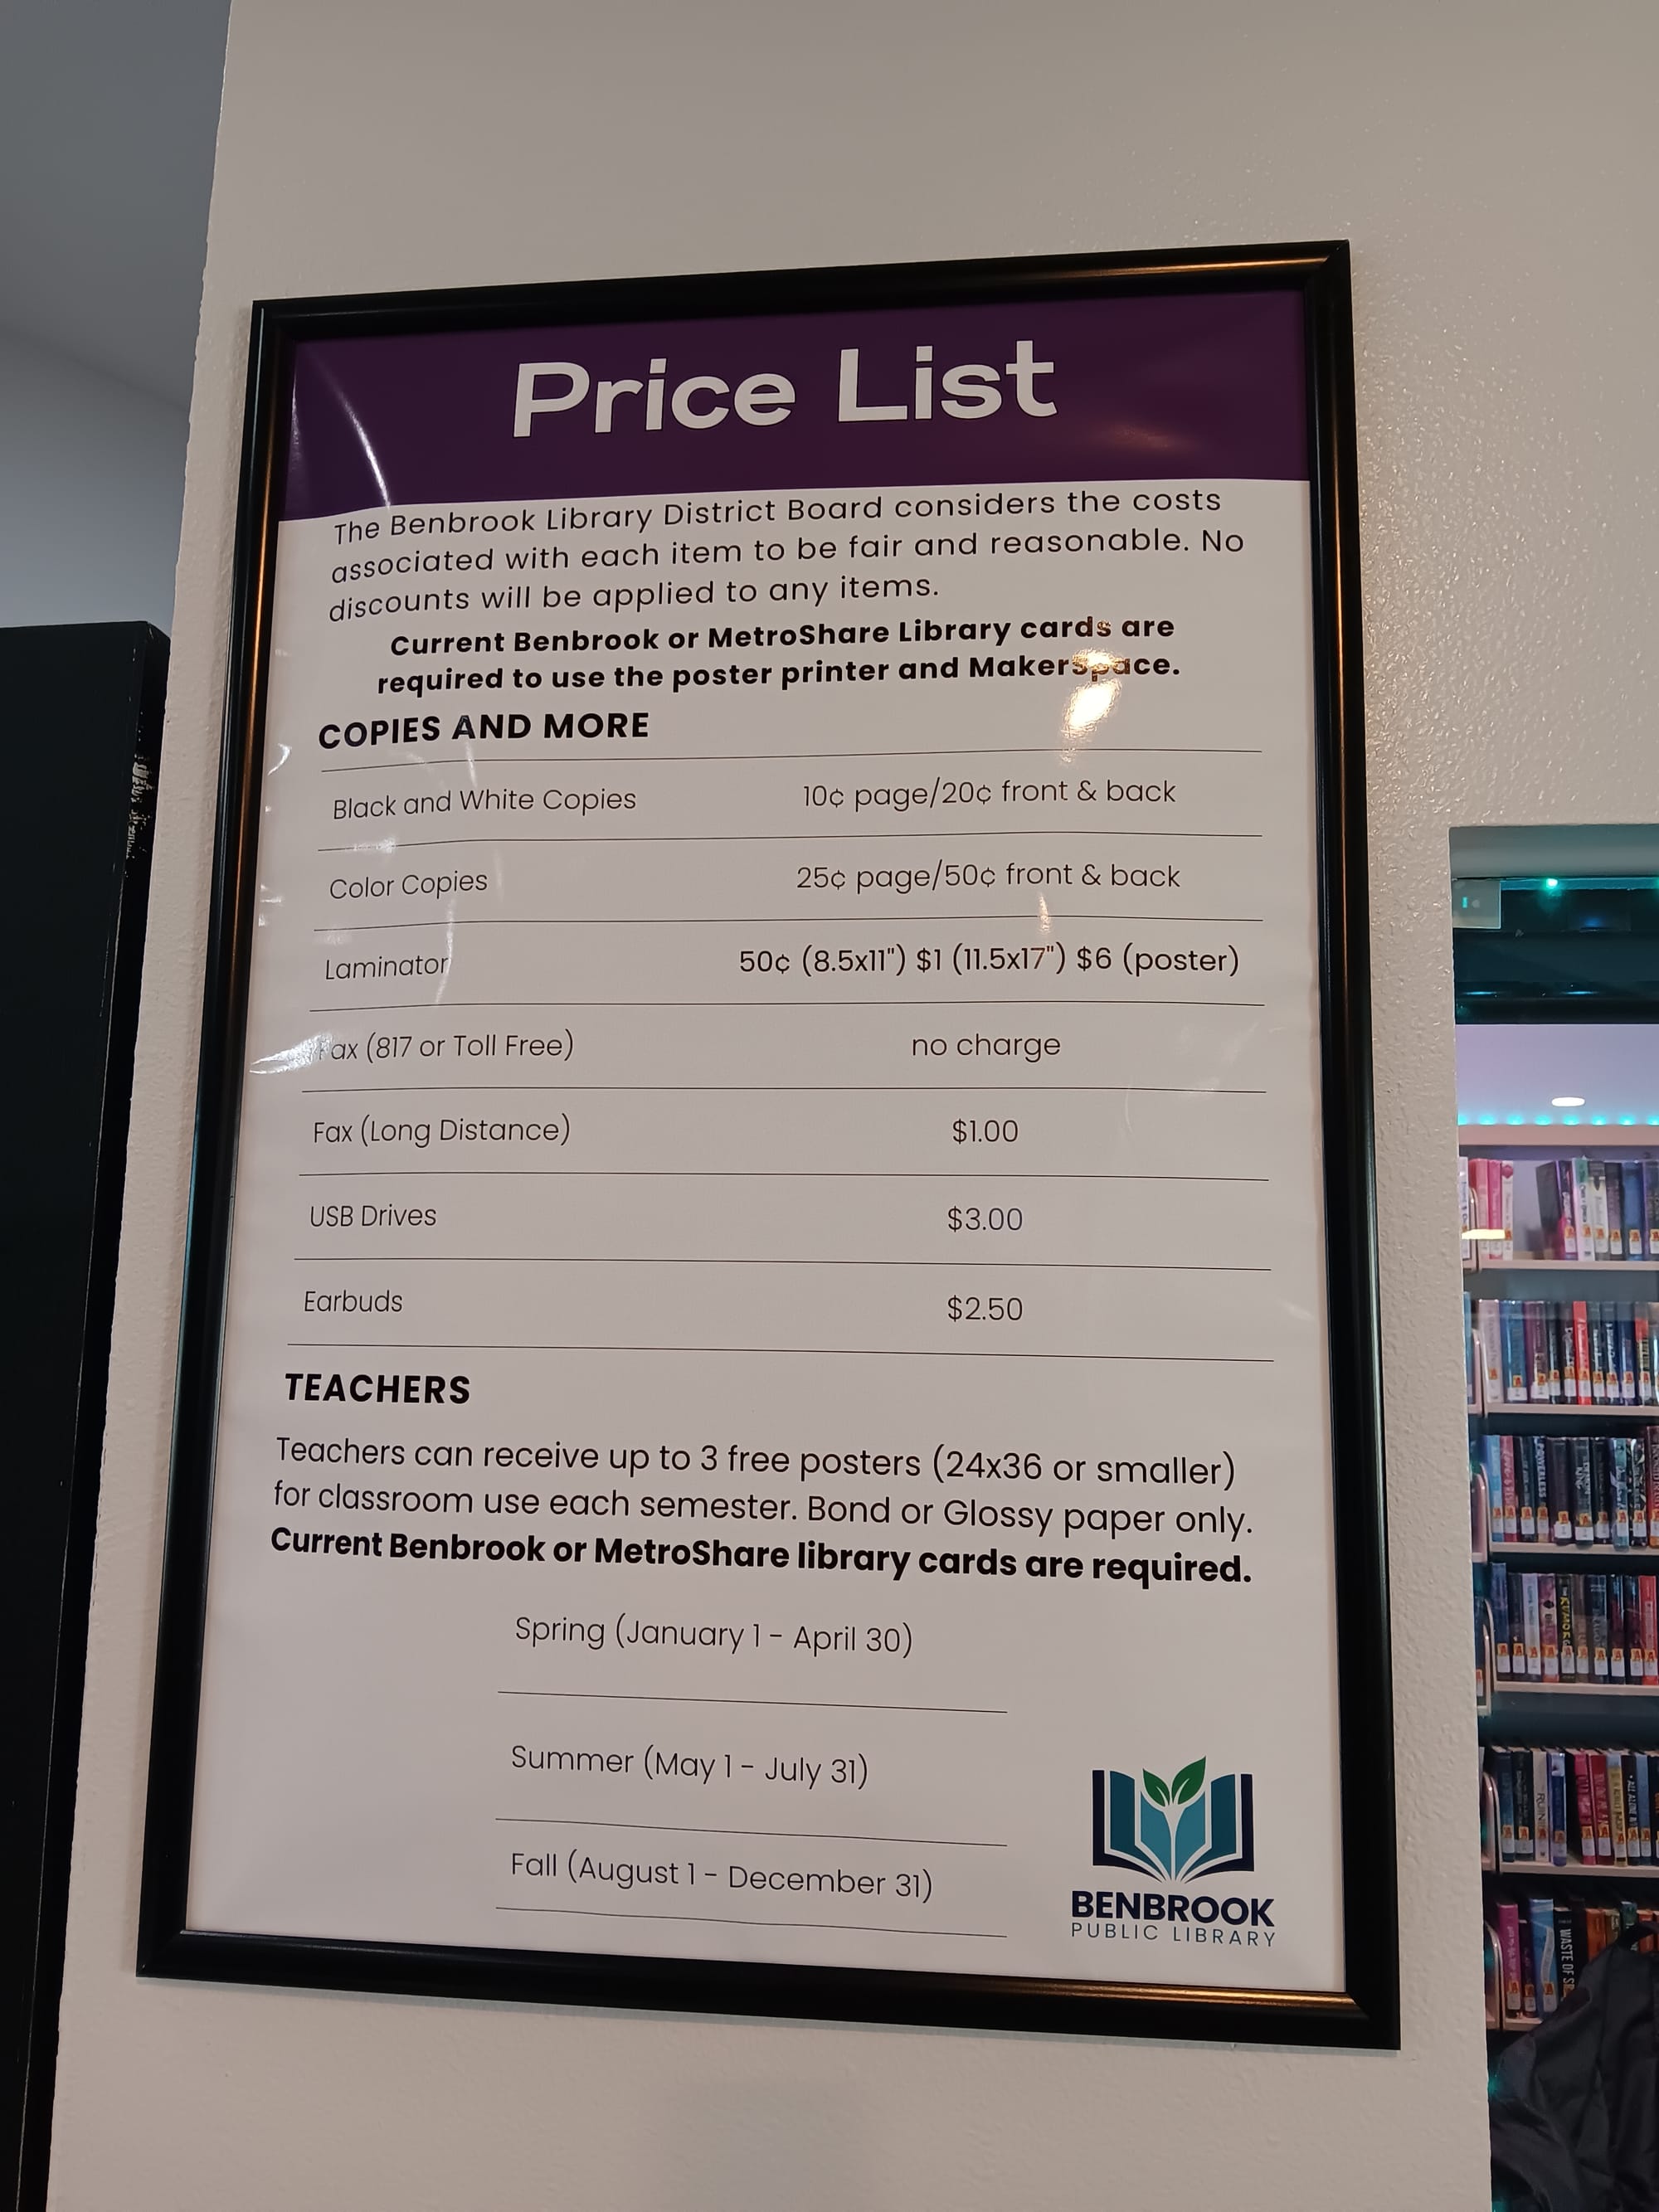 Price List
The Benbrook Library District Board considers the costs
associated with each item to be fair and reasonable. No
discounts will be applied to any items.
Current Benbrook or MetroShare Library cards are
required to use the poster printer and MakerSpace.
COPIES AND MORE
Black and White Copies 10¢ page/20¢ front & back
Color Copies 25¢ page/50¢ front & back
Laminator 50¢ (8.5x11") $1 (11.5x17") $6 (poster)
Fax (817 or Toll Free) no charge
Fax (Long Distance) $1.00
USB Drives $3.00
Earbuds $2.50
TEACHERS
Teachers can receive up to 3 free posters (24x36 or smaller)
for classroom use each semester. Bond or Glossy paper only.
Current Benbrook or MetroShare library cards are required.
Spring (January 1 - April 30)
Summer (May 1 - July 31)
Fall (August 1 - December 31)
BENBROOK
PUBLIC LIBRARY
WASTE OF